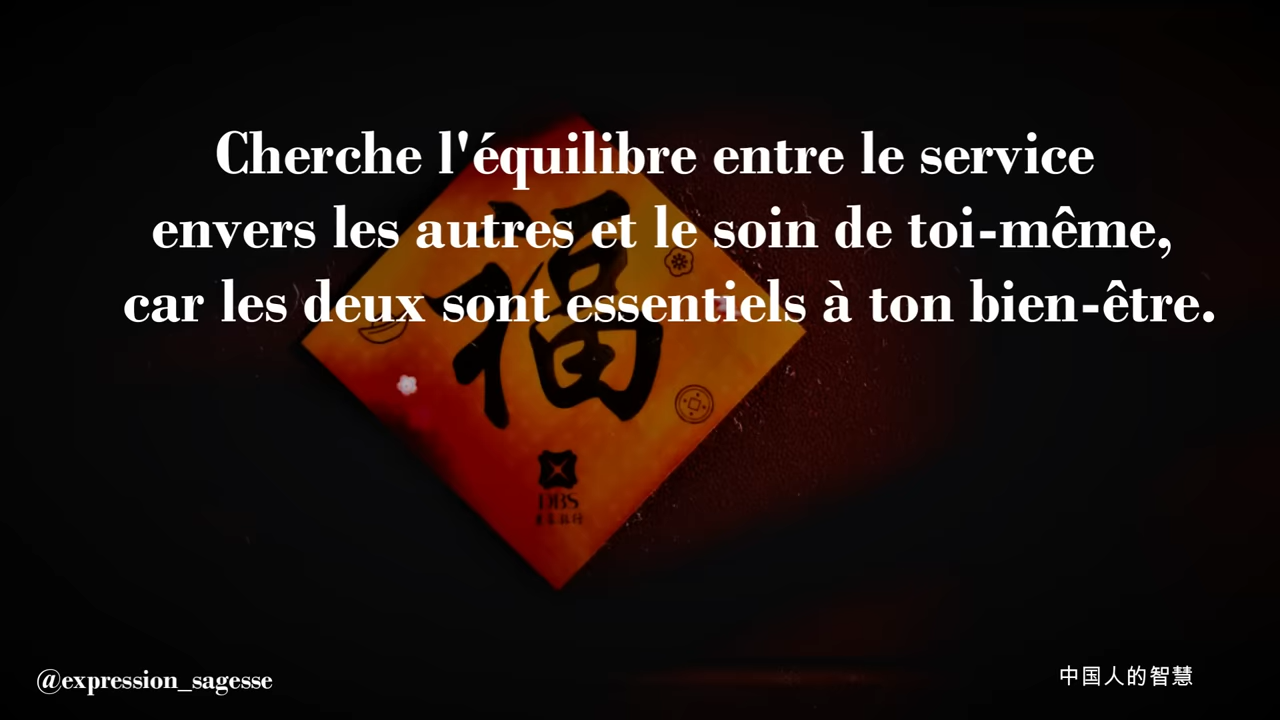 Cherche l'équilibre entre le service
envers les autres et le soin de toi-même,
car les deux sont essentiels à ton bien-être.
福
DBS
@expression_sagesse
中国人的智慧